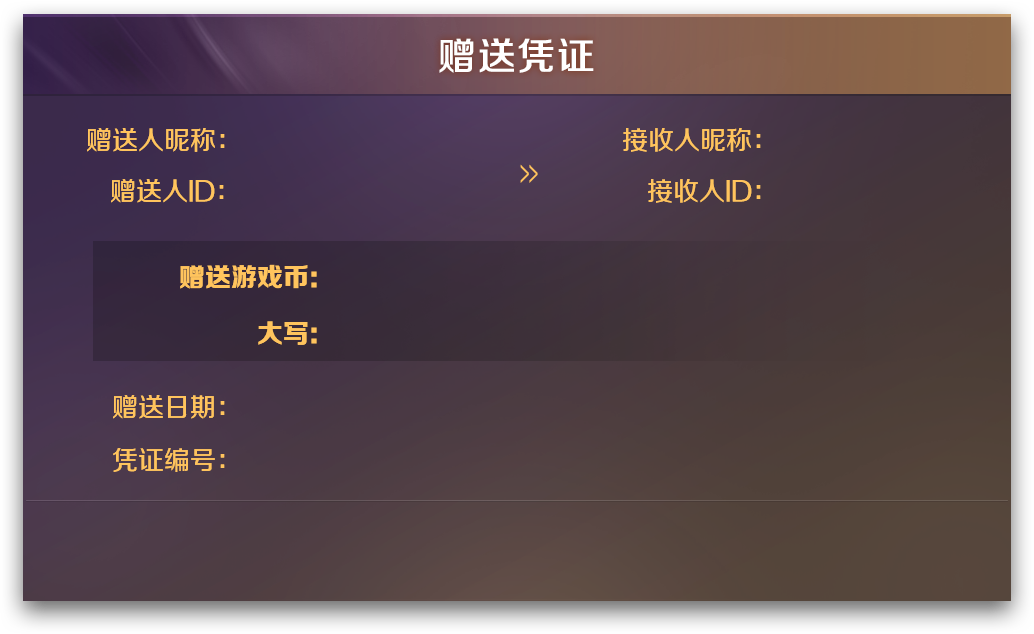 赠送凭证
赠送人昵称：
接收人昵称：
»
赠送人ID：
接收人ID：
赠送游戏币：
大写：
赠送日期：
凭证编号：